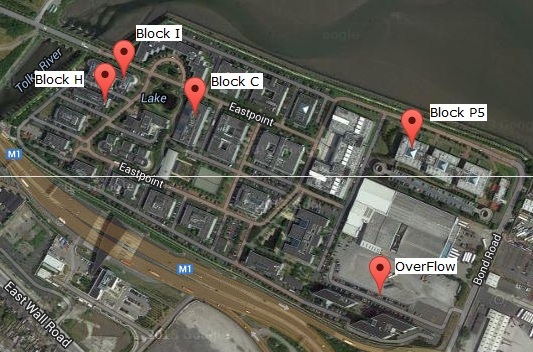 Block I
Tolka River
Block H
Block C
Lake
Eastpoint
Block P5
M1
Eastpoint
Bond Road
M1
OverFlow
East Wall Road